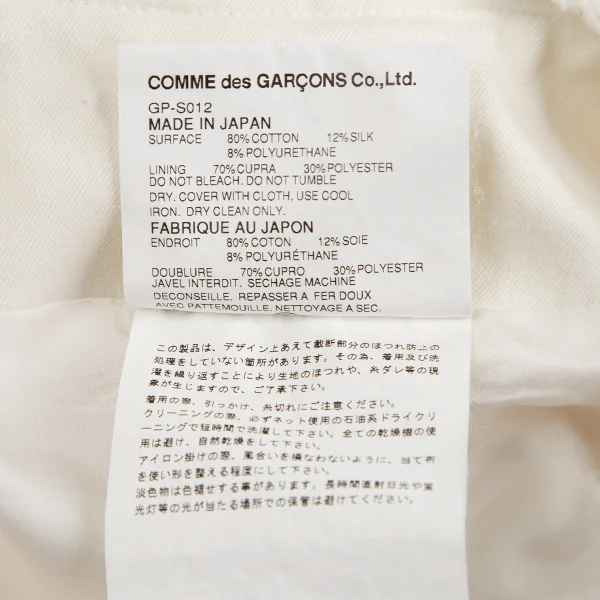 COMME des GARÇONS Co.,Ltd.
GP-S012
MADE IN JAPAN
SURFACE 80%COTTON 12%SILK
8%POLYURETHANE
LINING 70%CUPRA 30%POLYESTER
DO NOT BLEACH. DO NOT TUMBLE
DRY. COVER WITH CLOTH, USE COOL
IRON. DRY CLEAN ONLY.
FABRIQUE AU JAPON
ENDROIT 80%COTON 12%SOIE
8%POLYURÉTHANE
DOUBLURE 70%CUPRO 30%POLYESTER
JAVEL INTERDIT. SECHAGE MACHINE
DECONSEILLE. REPASSER A FER DOUX
AVEC PATTEMOUILLE. NETTOYAGE A SEC.
この製品は、デザイン上あえて裁断部分のほつれ防止の
処理をしていない箇所があります。その為、着用及び洗
濯を繰り返すことにより生地のほつれや、糸ダレ等の現
象が生じますので、ご了承下さい。
着用の際、引っかけ、糸切れにご注意ください。
クリーニングの際、必ずネット使用の石油系ドライクリ
ーニングで短時間で洗濯して下さい。全ての乾燥機の使
用は避け、自然乾燥をして下さい。
アイロン掛けの際、風合いを損なわないように、当て布
を使い形を整える程度にして下さい。
淡色物は色褪せする事があります。長時間直射日光や蛍
光灯等の光が当たる場所での保管は避けてください。